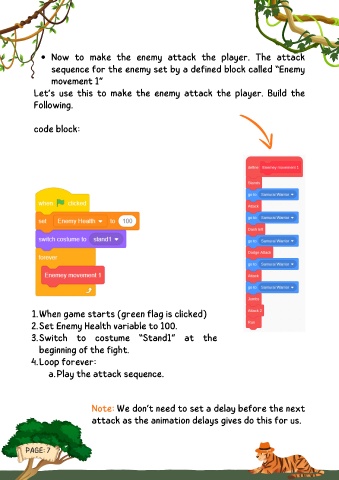 • Now to make the enemy attack the player. The attack
sequence for the enemy set by a defined block called "Enemy
movement 1"
Let's use this to make the enemy attack the player. Build the
Following.
code block:
when clicked
set Enemy Health to 100
switch costume to stand1
forever
Enemey movement 1
define Enemey movement 1
go to Samurai Warrior
Attack
go to Samurai Warrior
go to Samurai Warrior
Dodge Attack
go to Samurai Warrior
Attack
go to Samurai Warrior
1.When game starts (green flag is clicked)
2.Set Enemy Health variable to 100.
3.Switch to costume "Stand1" at the
beginning of the fight.
4.Loop forever:
a.Play the attack sequence.
Note: We don't need to set a delay before the next
attack as the animation delays gives do this for us.
PAGE: 7